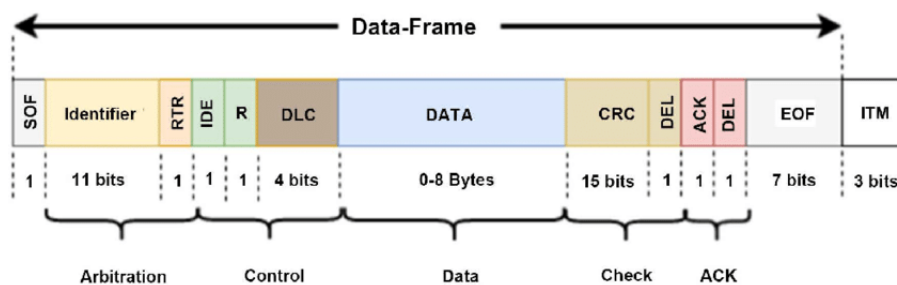 Data-Frame
SOF Identifier RTR IDE R DLC DATA CRC DEL ACK DEL EOF ITM
1 11 bits 1 1 1 4 bits 0-8 Bytes 15 bits 1 1 1 7 bits 3 bits
Arbitration Control Data Check ACK